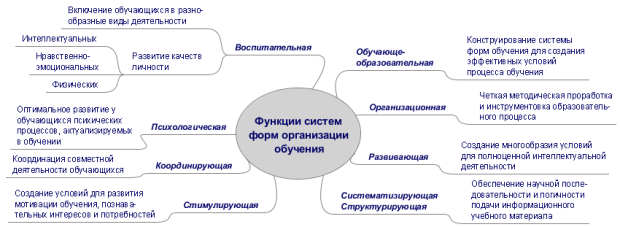 Включение обучающихся в разно-
образные виды деятельности
Воспитательная
Интеллектуальных
Нравственно-
эмоциональных
Физических
Развитие качеств
личности
Оптимальное развитие у
обучающихся психических
процессов, актуализируемых
в обучении
Психологическая
Координация совместной
деятельности обучающихся
Координирующая
Создание условий для развития
мотивации обучения, познава-
тельных интересов и потребностей
Стимулирующая
Функции систем
форм организации
обучения
Обучающе-
образовательная
Конструирование системы
форм обучения для создания
эффективных условий
процесса обучения
Организационная
Четкая методическая проработка
и инструментовка образователь-
ного процесса
Развивающая
Создание многообразия условий
для полноценной интеллектуальной
деятельности
Систематизирующая
Структурирующая
Обеспечение научной после-
довательности и логичности
подачи информационного
учебного материала